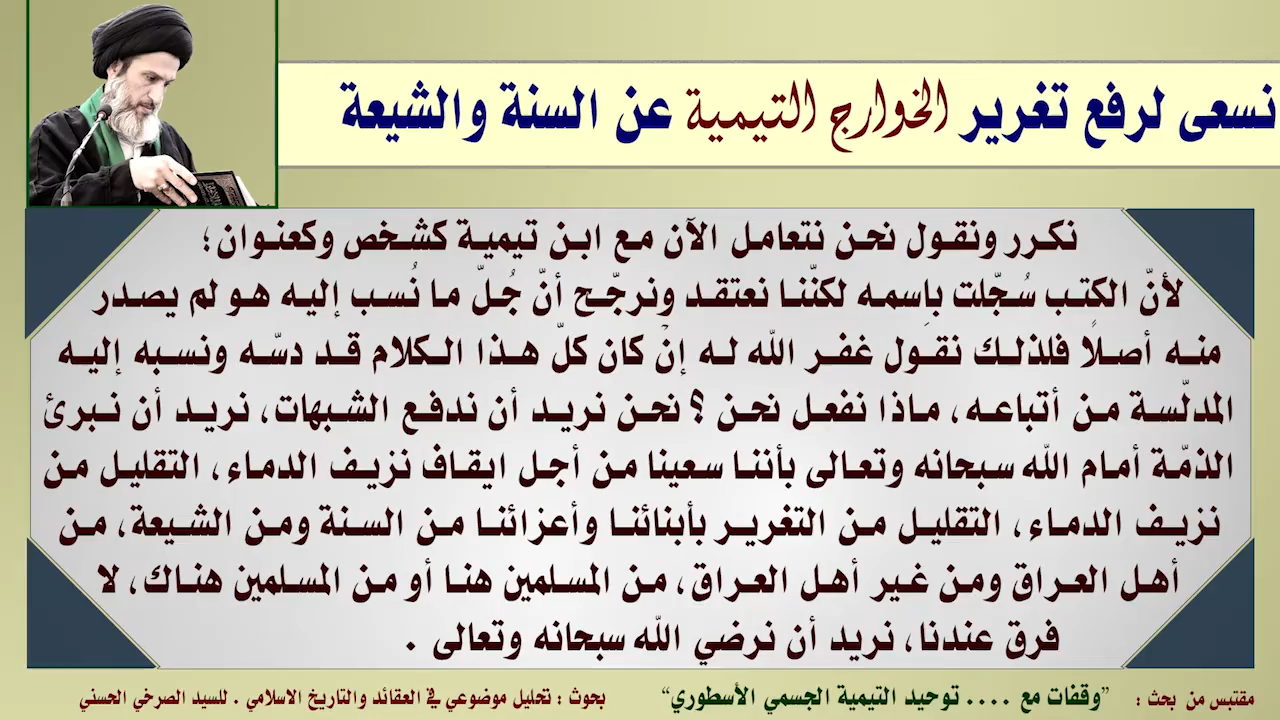 نسعى لرفع تغرير الخوارج التيمية عن السنة والشيعة
نكرر ونقول نحن نتعامل الآن مع ابن تيمية كشخص وكعنوان؛
لأنّ الكتب سُجّلت بِاسمه لكنّنا نعتقد ونرجّح أنّ جُلّ ما نُسب إليه هو لم يصدر
منه أصلًا فلذلك نقول غفر الله له إنْ كان كلّ هذا الكلام قد دسّه ونسبه إليه
المدلّسة من أتباعه، ماذا نفعل نحن ؟ نحن نريد أن ندفع الشبهات، نريد أن نبرئ
الذمّة أمام الله سبحانه وتعالى بأننا سعينا من أجل ايقاف نزيف الدماء، التقليل من
نزيف الدماء، التقليل من التغرير بأبنائنا وأعزائنا من السنة ومن الشيعة، من
أهل العراق ومن غير أهل العراق، من المسلمين هنا أو من المسلمين هناك، لا
فرق عندنا، نريد أن نرضي الله سبحانه وتعالى .
مقتبس من بحث : "وقفات مع .... توحيد التيمية الجسمي الأسطوري" بحوث : تحليل موضوعي في العقائد والتاريخ الاسلامي . للسيد الصرخي الحسني